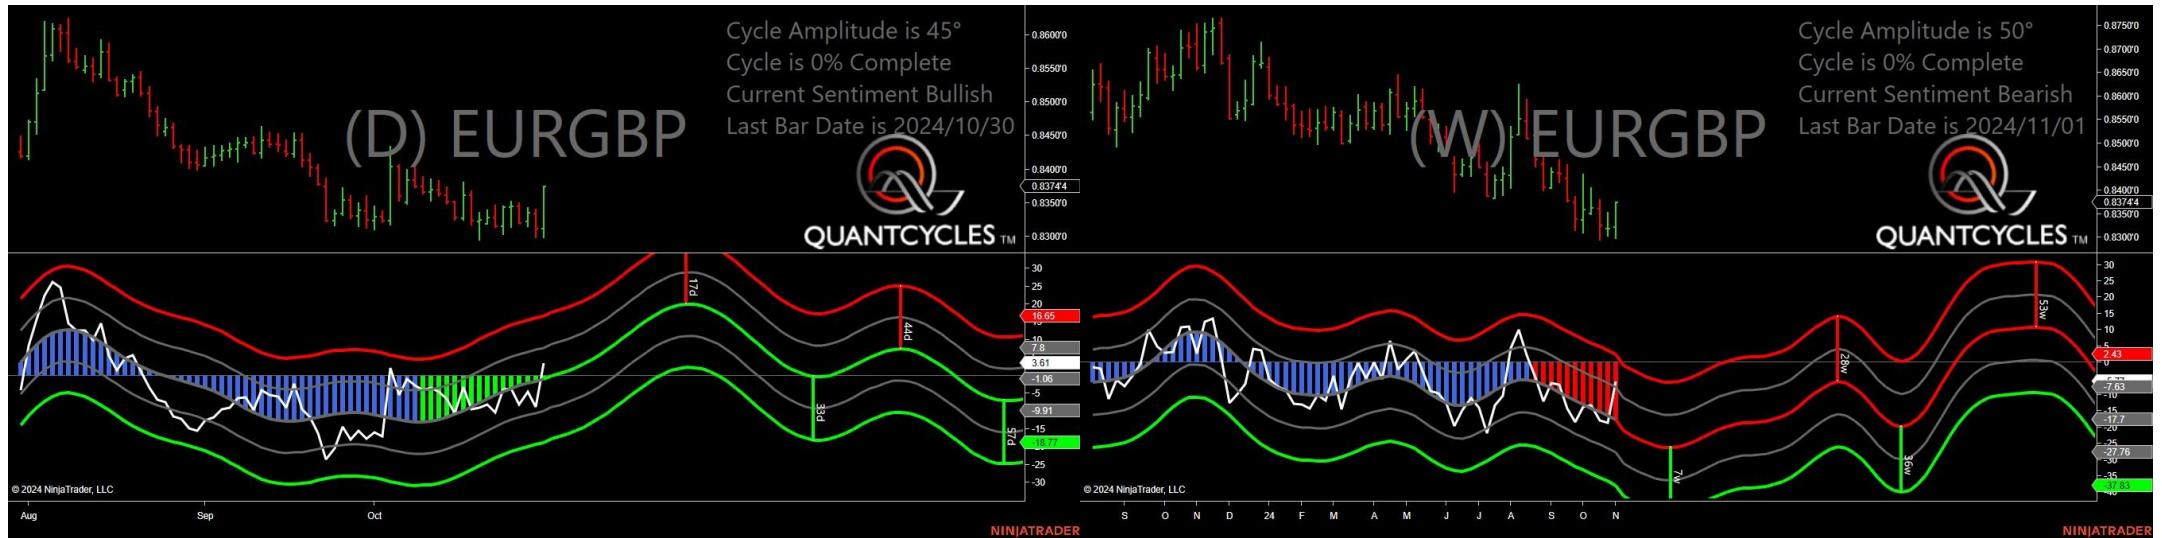 Cycle Amplitude is 45°
Cycle is 0% Complete
Current Sentiment Bullish
Last Bar Date is 2024/10/30
(D) EURGBP
QUANTCYCLES TM
0.8600'0
0.8550'0
0.8500'0
0.8450'0
0.8400'0
0.8374'4
0.8350'0
0.8300'0
17d
44d
33d
57d
30
25
20
16.65
10
7.8
3.61
-1.06
-5
-9.91
-15
-18.77
-25
-30
© 2024 NinjaTrader, LLC
Aug
Sep
Oct
NINJATRADER
Cycle Amplitude is 50°
Cycle is 0% Complete
Current Sentiment Bearish
Last Bar Date is 2024/11/01
(W) EURGBP
QUANTCYCLES TM
0.8750'0
0.8700'0
0.8650'0
0.8600'0
0.8550'0
0.8500'0
0.8450'0
0.8400'0
0.8374'4
0.8350'0
0.8300'0
7w
28w
36w
53w
30
25
20
15
10
5
2.43
0
-7.63
-10
-17.7
-20
-27.76
-37.83
© 2024 NinjaTrader, LLC
S
O
N
D
24
F
M
A
M
J
J
A
S
O
N
NINJATRADER